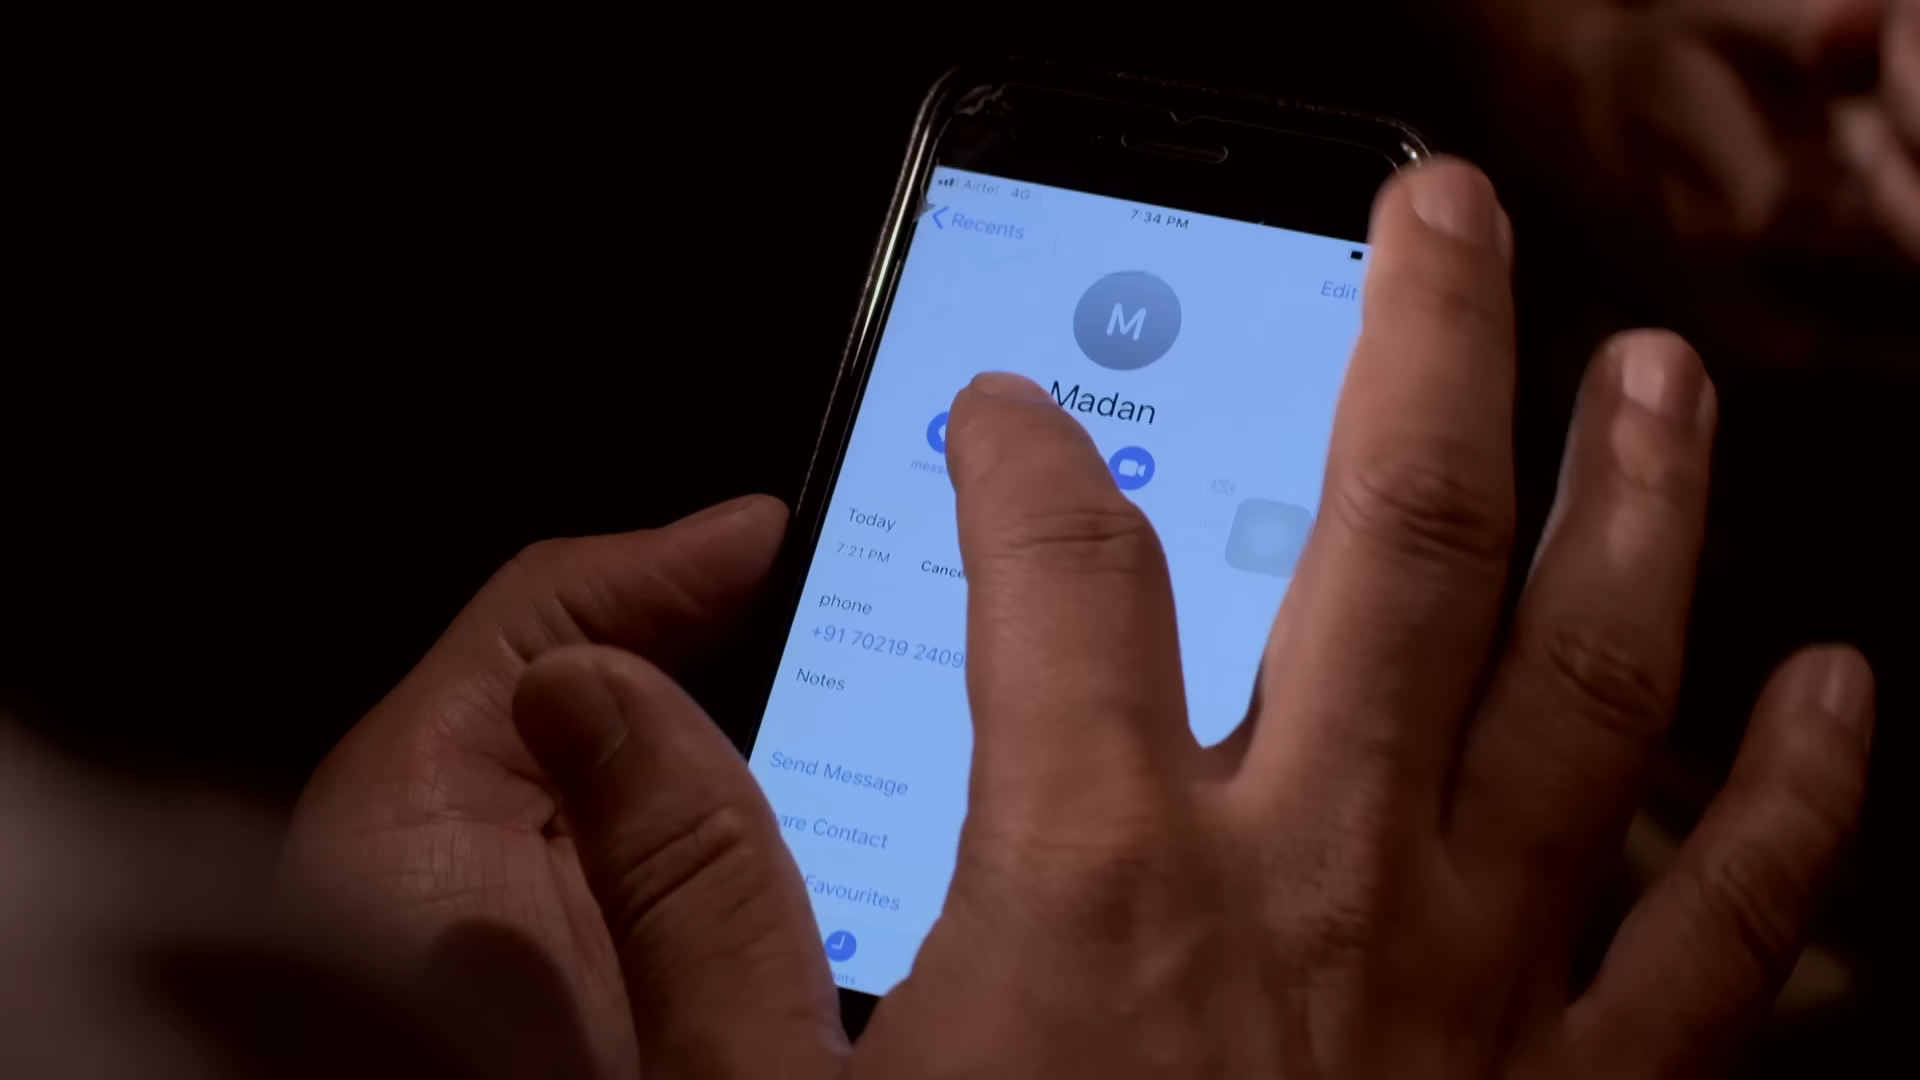 Airtel 4G
7:34 PM
Recents
Edit
M
Madan
Today
7:21 PM
phone
+91 70219 2409
Notes
Send Message
Contact
Favourites